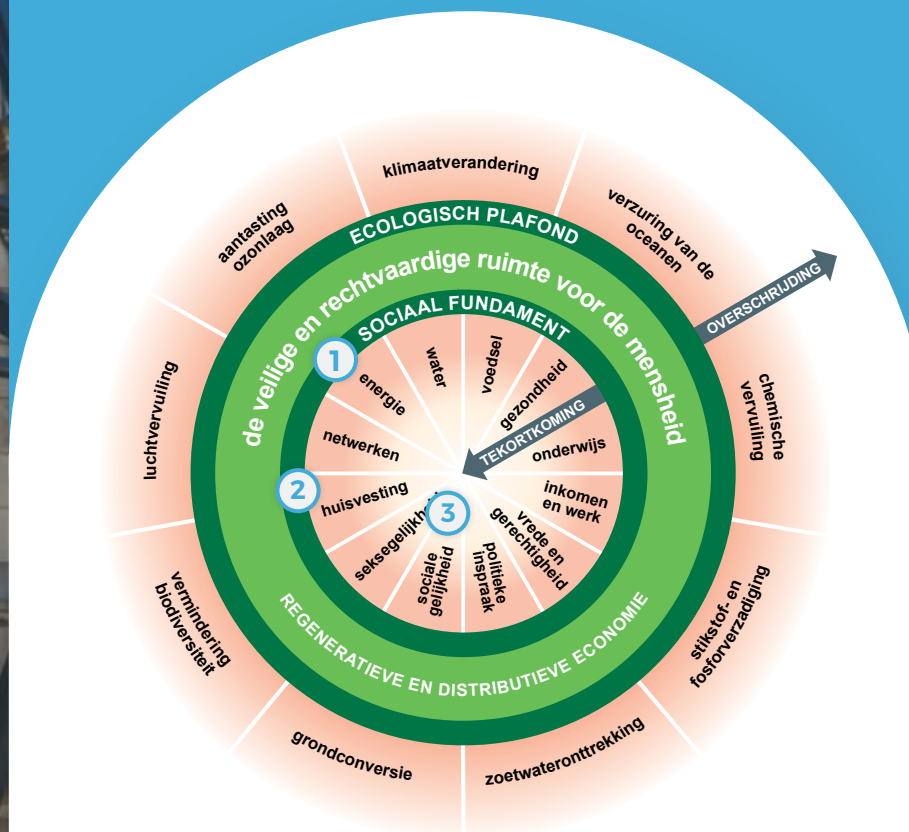 klimaatverandering
verzuring van de
oceanen
OVERSCHRIJDING
chemische
vervuiling
stikstof- en
fosforverzadiging
zoetwateronttrekking
grondconversie
vermindering
biodiversiteit
luchtvervuiling
aantasting
ozonlaag
ECOLOGISCH PLAFOND
de veilige en rechtvaardige ruimte voor de mensheid
SOCIAAL FUNDAMENT
1
2
3
water
voedsel
gezondheid
TEKORTKOMING
onderwijs
inkomen
en werk
vrede en
gerechtigheid
politieke
inspraak
sociale
gelijkheid
huisvesting
netwerken
energie
REGENERATIEVE EN DISTRIBUTIEVE ECONOMIE